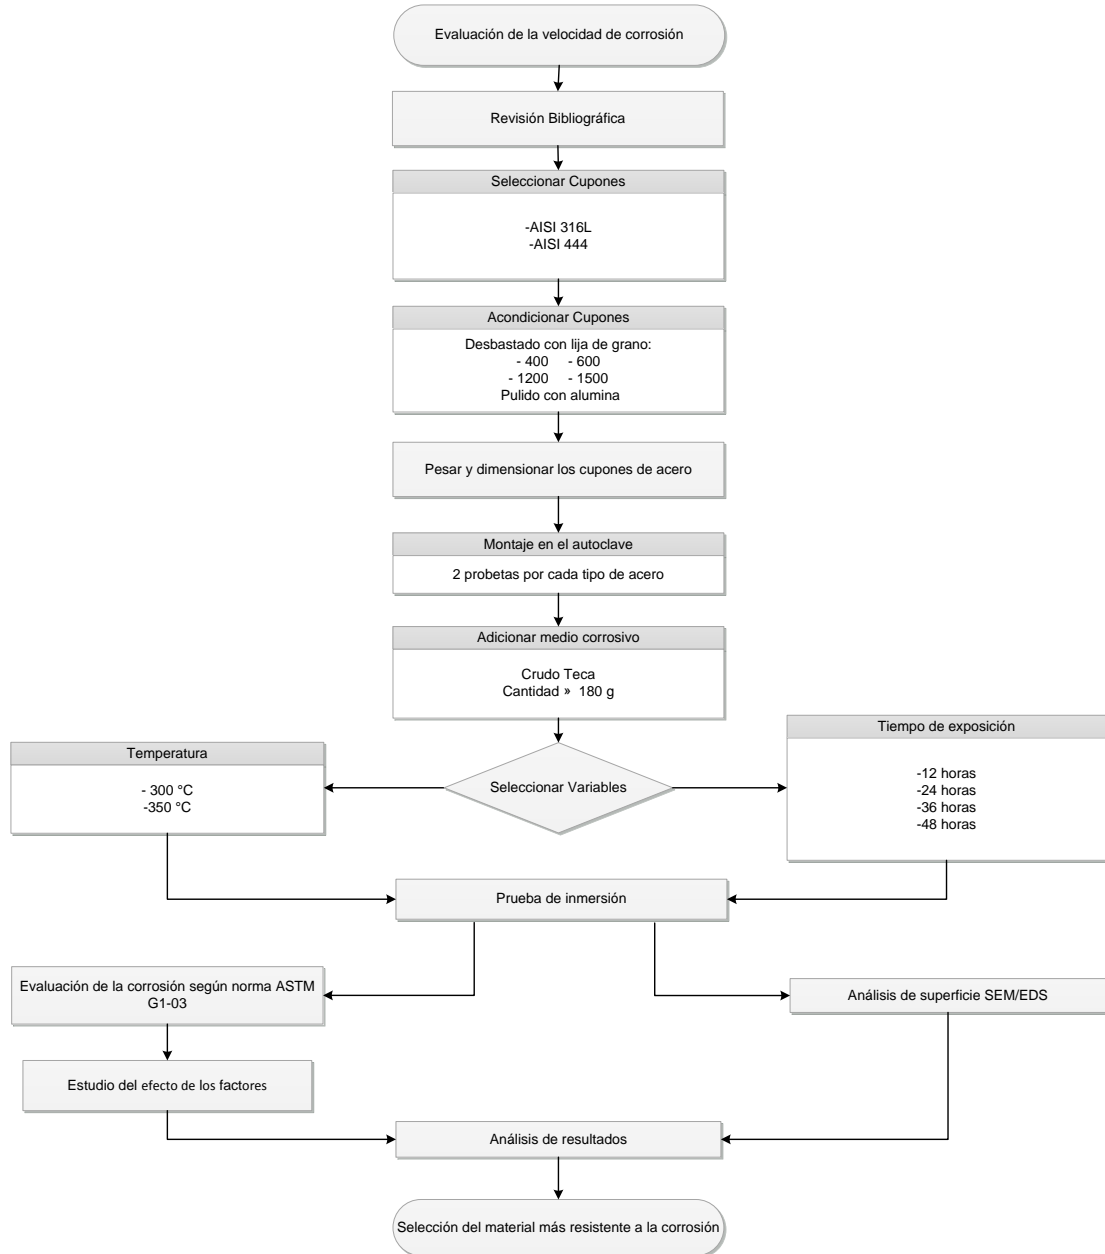 Evaluación de la velocidad de corrosión
Revisión Bibliográfica
Seleccionar Cupones
-AISI 316L
-AISI 444
Acondicionar Cupones
Desbastado con lija de grano:
- 400 - 600
- 1200 - 1500
Pulido con alumina
Pesar y dimensionar los cupones de acero
Montaje en el autoclave
2 probetas por cada tipo de acero
Adicionar medio corrosivo
Crudo Teca
Cantidad » 180 g
Temperatura
- 300 °C
-350 °C
Seleccionar Variables
Tiempo de exposición
-12 horas
-24 horas
-36 horas
-48 horas
Prueba de inmersión
Evaluación de la corrosión según norma ASTM
G1-03
Análisis de superficie SEM/EDS
Estudio del efecto de los factores
Análisis de resultados
Selección del material más resistente a la corrosión